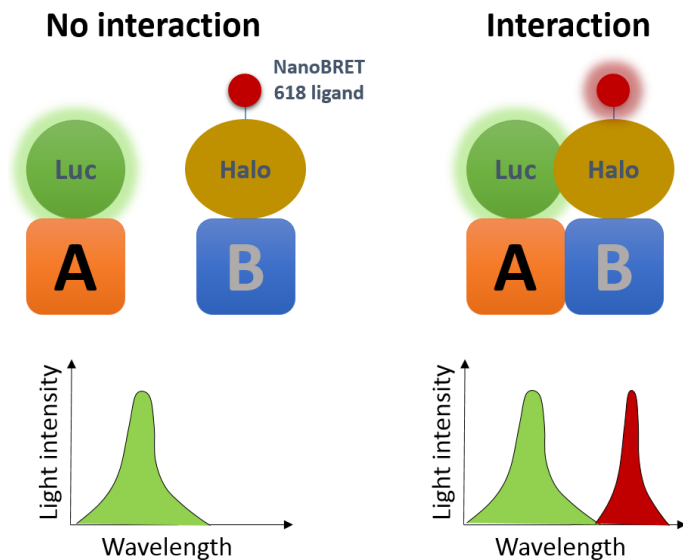 No interaction
Interaction
NanoBRET
618 ligand
Luc
Halo
Luc
Halo
A
B
A
B
Light intensity
Wavelength
Light intensity
Wavelength